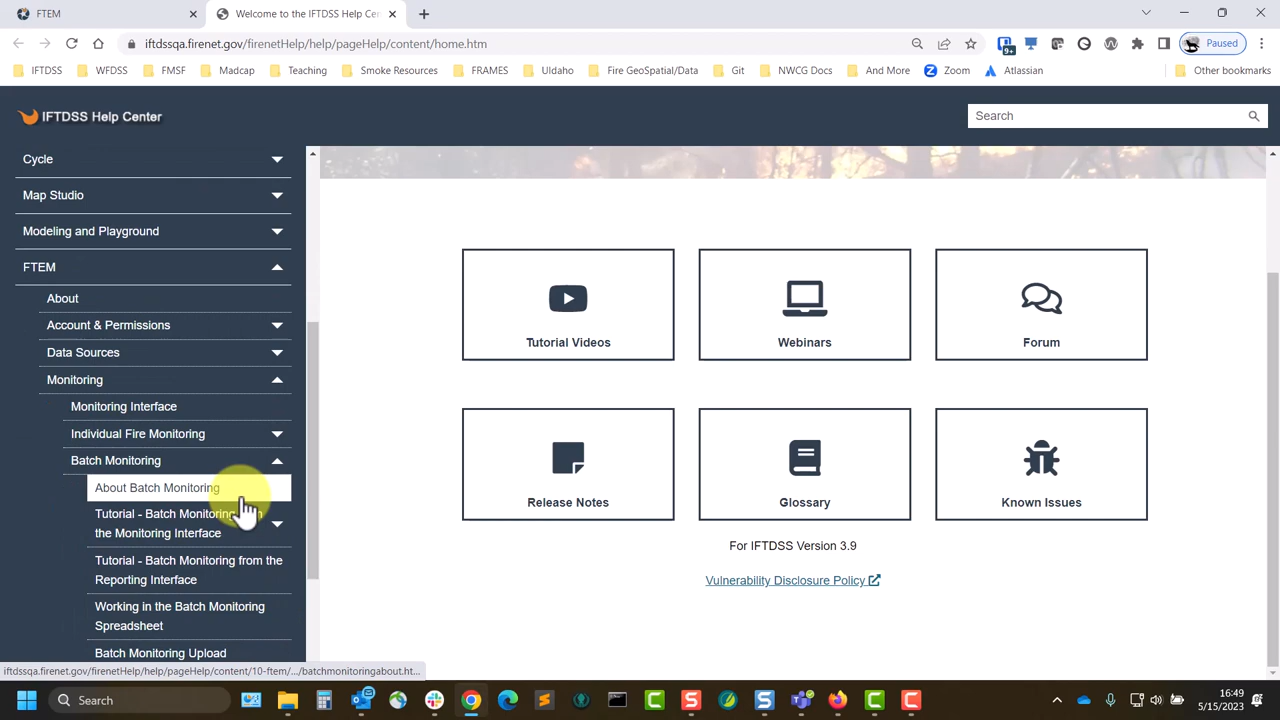 FTEM
Welcome to the IFTDSS Help Cen
iftdssqa.firenet.gov/firenetHelp/help/pageHelp/content/home.htm
9+
Paused
IFTDSS
WFDSS
FMSF
Madcap
Teaching
Smoke Resources
FRAMES
UIdaho
Fire GeoSpatial/Data
Git
NWCG Docs
And More
Zoom
Atlassian
Other bookmarks
IFTDSS Help Center
Search
Cycle
Map Studio
Modeling and Playground
FTEM
About
Account & Permissions
Data Sources
Monitoring
Monitoring Interface
Individual Fire Monitoring
Batch Monitoring
About Batch Monitoring
Tutorial - Batch Monitoring
the Monitoring Interface
Tutorial - Batch Monitoring from the
Reporting Interface
Working in the Batch Monitoring
Spreadsheet
Batch Monitoring Upload
Tutorial Videos
Webinars
Forum
Release Notes
Glossary
Known Issues
For IFTDSS Version 3.9
Vulnerability Disclosure Policy
iftdssqa.firenet.gov/firenetHelp/help/pageHelp/content/10-ftem/.../batchmonitoringabout.ht...
Search
16:49
5/15/2023